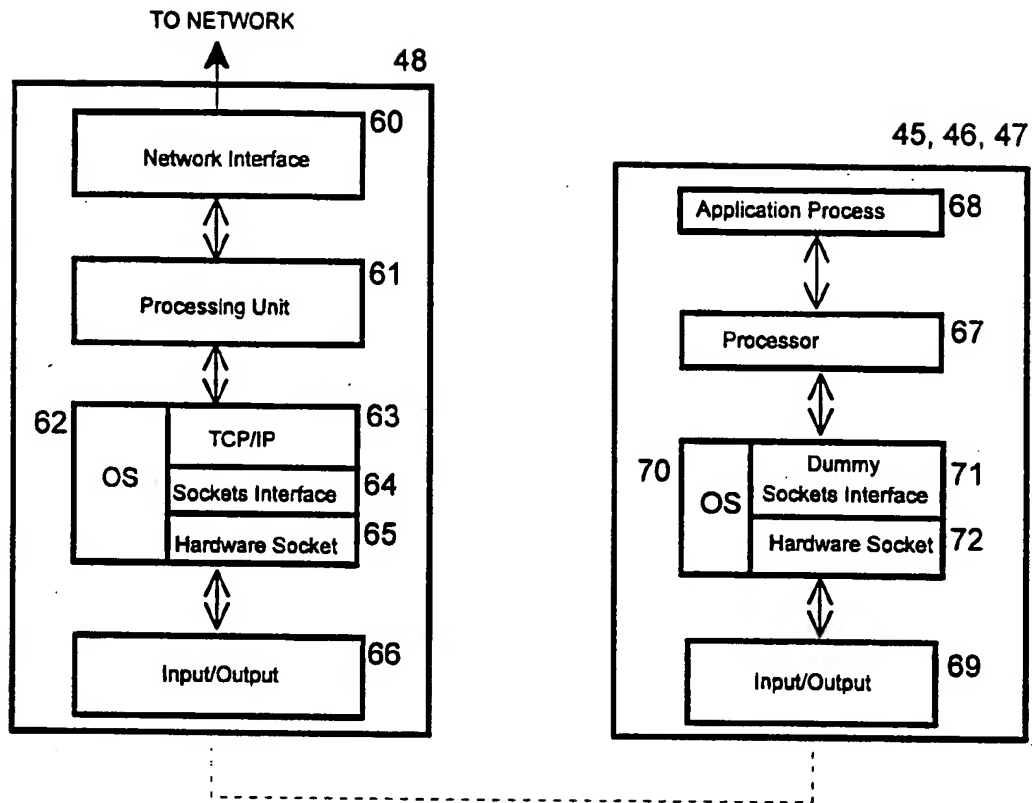 TO NETWORK
48
60
Network Interface
61
Processing Unit
62
OS
63
TCP/IP
64
Sockets Interface
65
Hardware Socket
66
Input/Output
45, 46, 47
Application Process
68
Processor
67
70
OS
Dummy
Sockets Interface
71
Hardware Socket
72
Input/Output
69